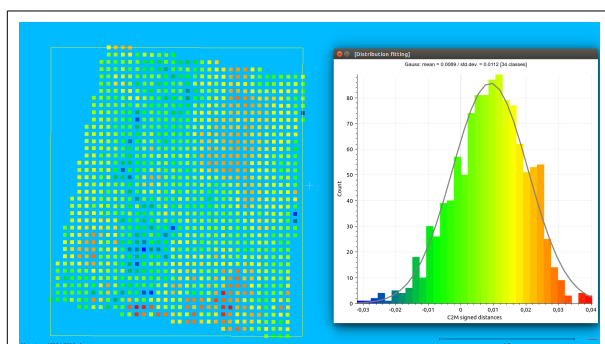 [Distribution fitting]
Gauss: mean = 0.0089 / std.dev. = 0.0112 [34 classes]
Count
80
70
60
50
40
30
20
10
0
-0,03 -0,02 -0,01 0 0,01 0,02 0,03 0,04
C2M signed distances